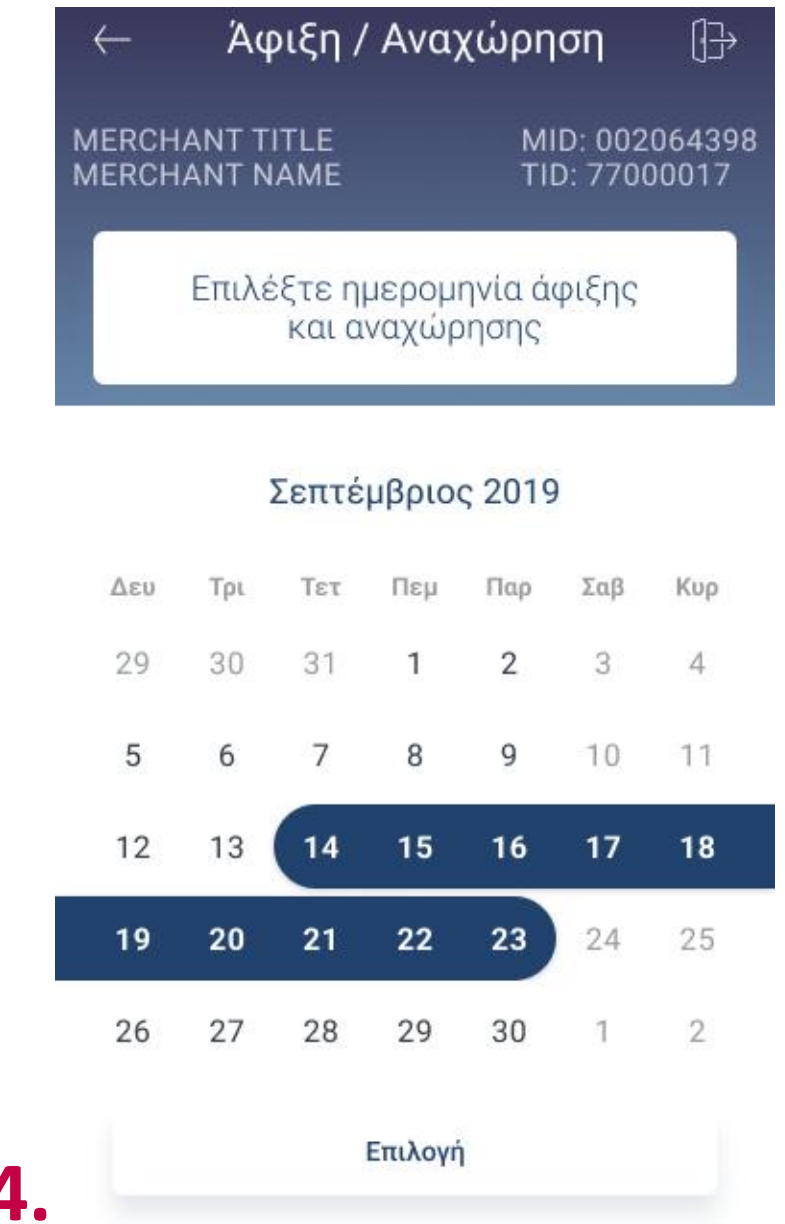 Άφιξη / Αναχώρηση
MERCHANT TITLE MID: 002064398
MERCHANT NAME TID: 77000017
Επιλέξτε ημερομηνία άφιξης
και αναχώρησης
Σεπτέμβριος 2019
Δευ Τρι Τετ Πεμ Παρ Σαβ Κυρ
29 30 31 1 2 3 4
5 6 7 8 9 10 11
12 13 14 15 16 17 18
19 20 21 22 23 24 25
26 27 28 29 30 1 2
Επιλογή
4.